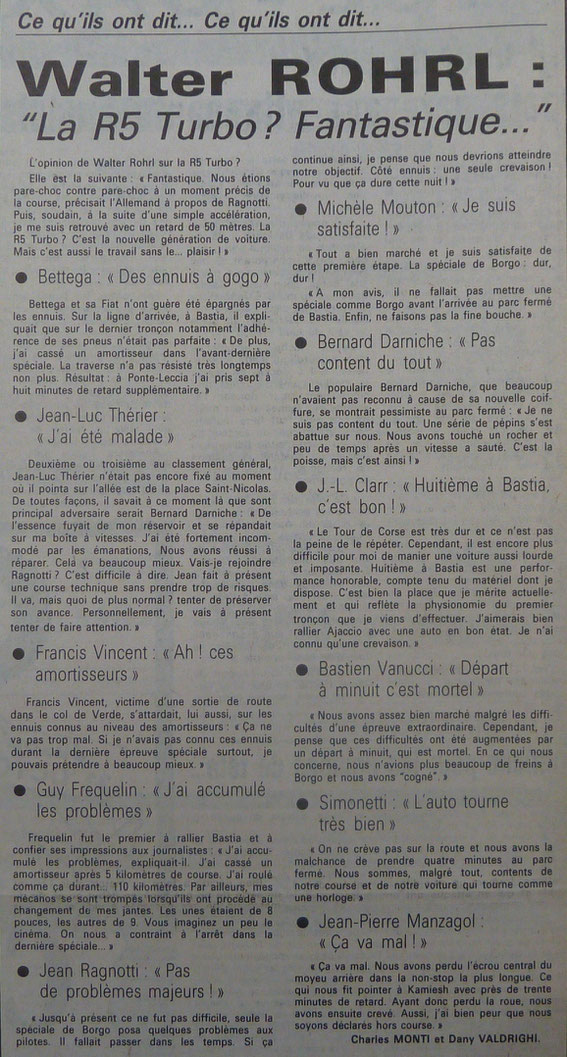 Ce qu'ils ont dit... Ce qu'ils ont dit...
Walter ROHRL :
"La R5 Turbo? Fantastique..."
L'opinion de Walter Rohrl sur la R5 Turbo ?
Elle est la suivante : « Fantastique. Nous étions
pare-choc contre pare-choc à un moment précis de
la course, précisait l'Allemand à propos de Ragnotti.
Puis, soudain, à la suite d'une simple accélération,
je me suis retrouvé avec un retard de 50 mètres. La
R5 Turbo ? C'est la nouvelle génération de voiture.
Mais c'est aussi le travail sans le... plaisir ! »
● Bettega : « Des ennuis à gogo »
Bettega et sa Fiat n'ont guère été épargnés par
les ennuis. Sur la ligne d'arrivée, à Bastia, il expli-
quait que sur le dernier tronçon notamment l'adhé-
rence de ses pneus n'était pas parfaite : « De plus,
j'ai cassé un amortisseur dans l'avant-dernière
spéciale. La traverse n'a pas résisté très longtemps
non plus. Résultat : à Ponte-Leccia j'ai pris sept à
huit minutes de retard supplémentaire. »
● Jean-Luc Thérier :
« J'ai été malade »
Deuxième ou troisième au classement général,
Jean-Luc Thérier n'était pas encore fixé au moment
où il pointa sur l'allée est de la place Saint-Nicolas.
De toutes façons, il savait à ce moment là que son
principal adversaire serait Bernard Darniche : « De
l'essence fuyait de mon réservoir et se répandait
sur ma boîte à vitesses. J'ai été fortement incom-
modé par les émanations, Nous avons réussi à
réparer. Cela va beaucoup mieux. Vais-je rejoindre
Ragnotti ? C'est difficile à dire. Jean fait à présent
une course technique sans prendre trop de risques.
Il va, mais quoi de plus normal ? tenter de préserver
son avance. Personnellement, je vais à présent
tenter de faire attention. »
● Francis Vincent : « Ah ! ces
amortisseurs »
Francis Vincent, victime d'une sortie de route
dans le col de Verde, s'attardait, lui aussi, sur les
ennuis connus au niveau des amortisseurs : « Ça ne
va pas trop mal. Si je n'avais pas connu ces ennuis
durant la dernière épreuve spéciale surtout, je
pouvais prétendre à beaucoup mieux. »
● Guy Frequelin : « J'ai accumulé
les problèmes »
Frequelin fut le premier à rallier Bastia et à
confier ses impressions aux journalistes : « J'ai accu-
mulé les problèmes, expliquait-il. J'ai cassé un
amortisseur après 5 kilomètres de course. J'ai roulé
comme ça durant... 110 kilomètres. Par ailleurs, mes
mécanos se sont trompés lorsqu'ils ont procédé au
changement de mes jantes. Les unes étaient de 8
pouces, les autres de 9. Vous imaginez un peu le
cinéma. On nous a contraint à l'arrêt dans la
dernière spéciale... »
● Jean Ragnotti : « Pas
de problèmes majeurs ! »
« Jusqu'à présent ce ne fut pas difficile, seule la
spéciale de Borgo posa quelques problèmes aux
pilotes. Il fallait passer dans les temps. Si ça
continue ainsi, je pense que nous devrions atteindre
notre objectif. Côté ennuis : une seule crevaison !
Pour vu que ça dure cette nuit ! »
● Michèle Mouton : « Je suis
satisfaite ! »
« Tout a bien marché et je suis satisfaite de
cette première étape. La spéciale de Borgo : dur,
dur !
« A mon avis, il ne fallait pas mettre une
spéciale comme Borgo avant l'arrivée au parc fermé
de Bastia. Enfin, ne faisons pas la fine bouche. »
● Bernard Darniche : « Pas
content du tout »
Le populaire Bernard Darniche, que beaucoup
n'avaient pas reconnu à cause de sa nouvelle coif-
fure, se montrait pessimiste au parc fermé : « Je ne
suis pas content du tout. Une série de pépins s'est
abattue sur nous. Nous avons touché un rocher et
peu de temps après un vitesse a sauté. C'est la
poisse, mais c'est ainsi ! »
● J.-L. Clarr : « Huitième à Bastia,
c'est bon ! »
« Le Tour de Corse est très dur et ce n'est pas
la peine de le répéter. Cependant, il est encore plus
difficile pour moi de manier une voiture aussi lourde
et imposante. Huitième à Bastia est une perfor-
mance honorable, compte tenu du matériel dont je
dispose. C'est bien la place que je mérite actuelle-
ment et qui reflète la physionomie du premier
tronçon que je viens d'effectuer. J'aimerais bien
rallier Ajaccio avec une auto en bon état. Je n'ai
connu qu'une crevaison. »
● Bastien Vanucci : « Départ
à minuit c'est mortel »
« Nous avons assez bien marché malgré les diffi-
cultés d'une épreuve extraordinaire. Cependant, je
pense que ces difficultés ont été augmentées par
un départ à minuit, qui est mortel. En ce qui nous
concerne, nous n'avions plus beaucoup de freins à
Borgo et nous avons "cogné". »
● Simonetti : « L'auto tourne
très bien »
« On ne crève pas sur la route et nous avons la
malchance de prendre quatre minutes au parc
fermé. Nous sommes, malgré tout, contents de
notre course et de notre voiture qui tourne comme
une horloge. »
● Jean-Pierre Manzagol :
« Ça va mal ! »
« Ça va mal. Nous avons perdu l'écrou central du
moyeu arrière dans la non-stop la plus longue. Ce
qui nous fit pointer à Kamiesh avec près de trente
minutes de retard. Ayant donc perdu la roue, nous
avons ensuite crevé. Aussi, j'ai bien peur que nous
soyons déclarés hors course. »
Charles MONTI et Dany VALDRIGHI.